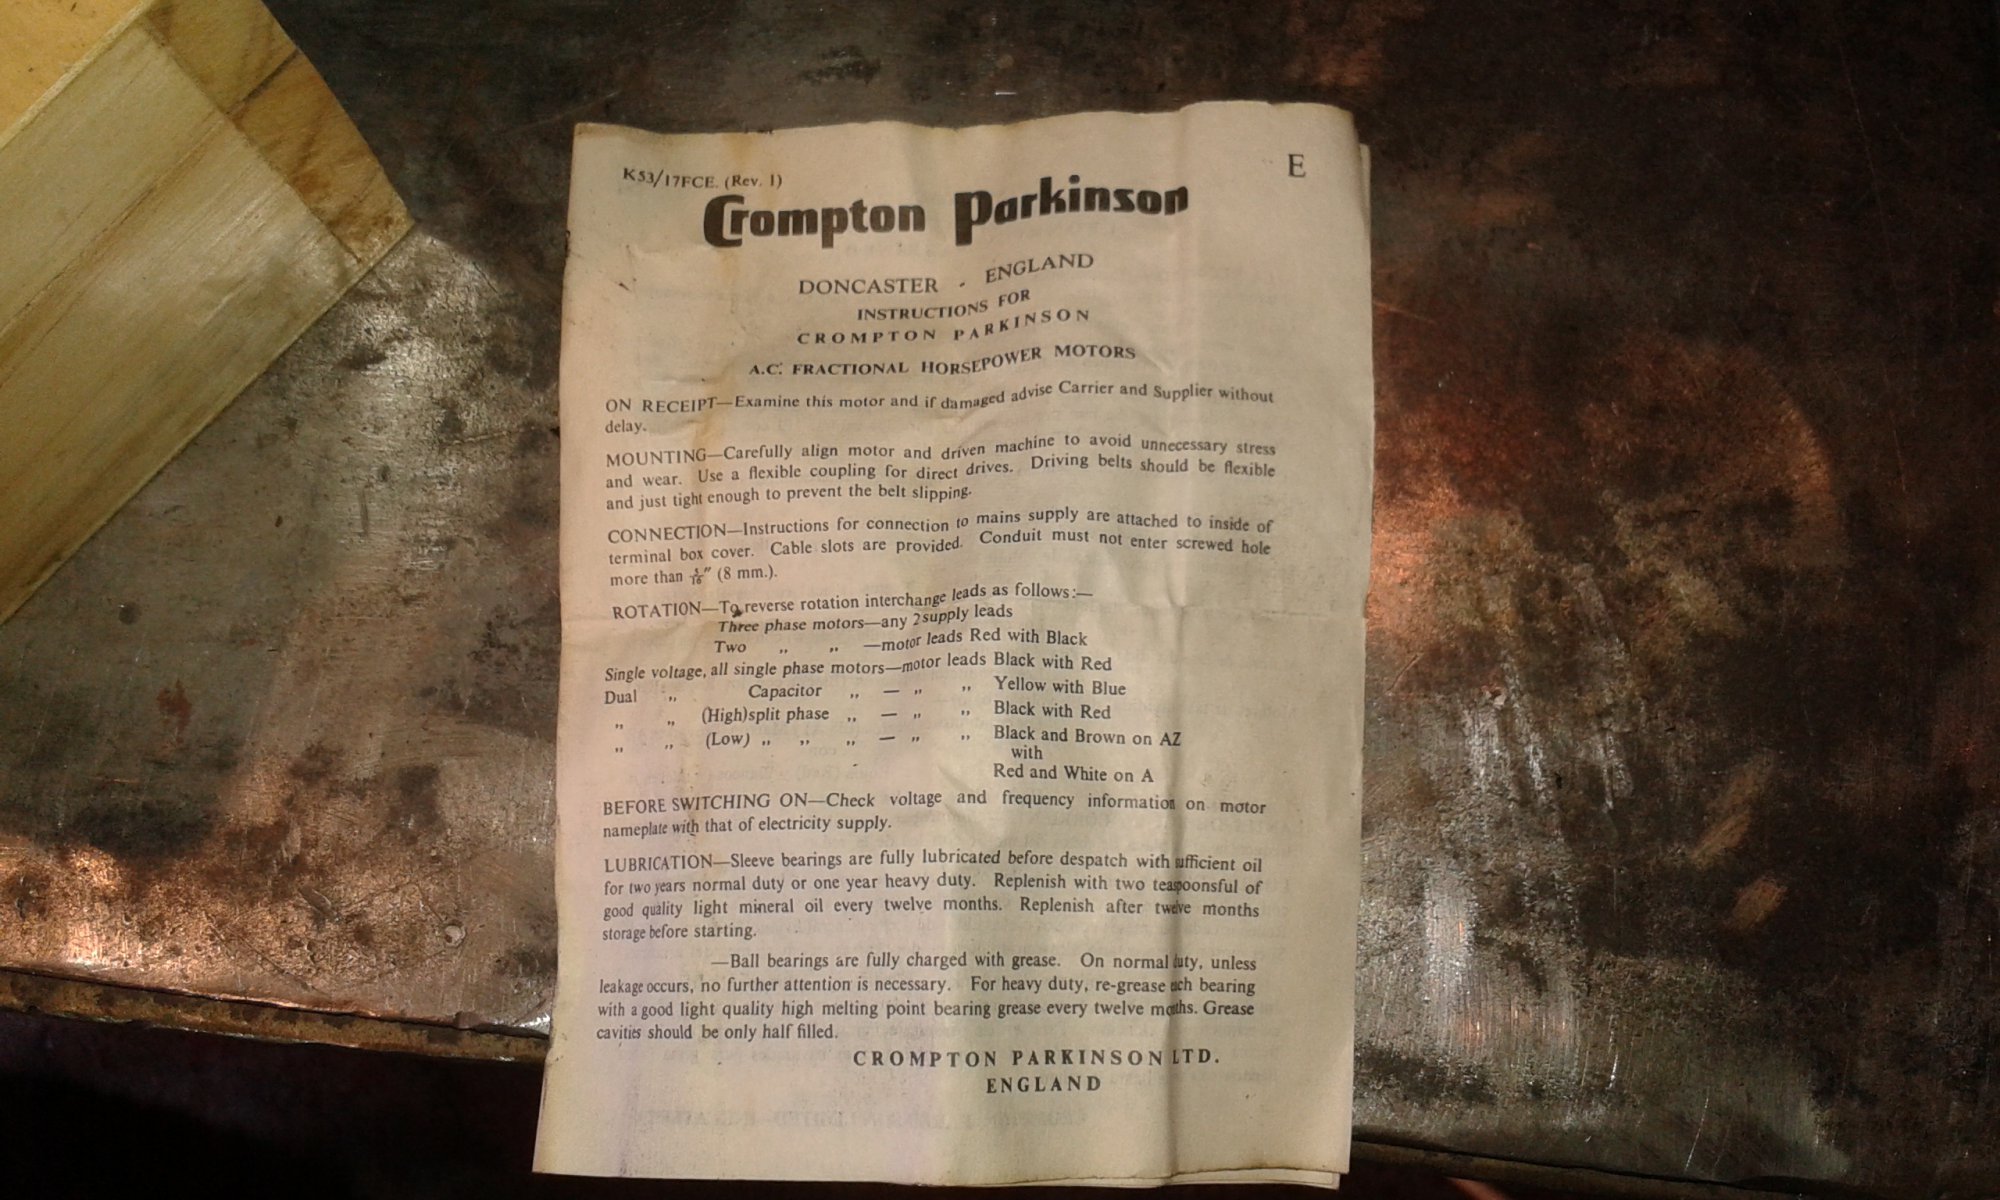 K53/17FCE. (Rev. 1)
E
Crompton Parkinson
DONCASTER - ENGLAND
INSTRUCTIONS FOR
CROMPTON PARKINSON
A.C. FRACTIONAL HORSEPOWER MOTORS
ON RECEIPT—Examine this motor and if damaged advise Carrier and Supplier without
delay.
MOUNTING—Carefully align motor and driven machine to avoid unnecessary stress
and wear. Use a flexible coupling for direct drives. Driving belts should be flexible
and just tight enough to prevent the belt slipping.
CONNECTION—Instructions for connection to mains supply are attached to inside of
terminal box cover. Cable slots are provided. Conduit must not enter screwed hole
more than 5/16" (8 mm.).
ROTATION—To reverse rotation interchange leads as follows:—
Three phase motors—any 2 supply leads
Two ,, ,, —motor leads Red with Black
Single voltage, all single phase motors—motor leads Black with Red
Dual ,, Capacitor ,, — ,, ,, Yellow with Blue
,, ,, (High) split phase ,, — ,, ,, Black with Red
,, ,, (Low) ,, ,, ,, — ,, ,, Black and Brown on AZ
with
Red and White on A
BEFORE SWITCHING ON—Check voltage and frequency information on motor
nameplate with that of electricity supply.
LUBRICATION—Sleeve bearings are fully lubricated before despatch with sufficient oil
for two years normal duty or one year heavy duty. Replenish with two teaspoonsful of
good quality light mineral oil every twelve months. Replenish after twelve months
storage before starting.
—Ball bearings are fully charged with grease. On normal duty, unless
leakage occurs, no further attention is necessary. For heavy duty, re-grease each bearing
with a good light quality high melting point bearing grease every twelve months. Grease
cavities should be only half filled.
CROMPTON PARKINSON LTD.
ENGLAND